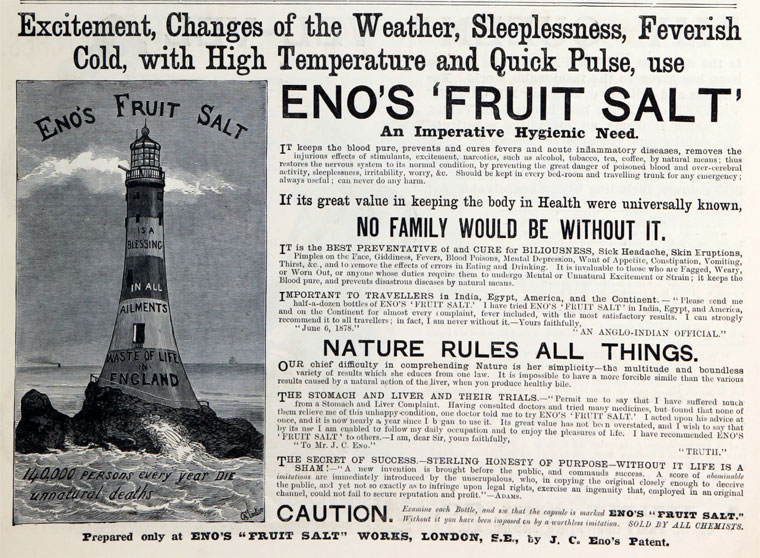 Excitement, Changes of the Weather, Sleeplessness, Feverish
Cold, with High Temperature and Quick Pulse, use
ENO'S FRUIT SALT
IS A
BLESSING
IN ALL
AILMENTS
WASTE OF LIFE
IN
ENGLAND
140,000 PERSONS every year DIE
unnatural deaths
ENO'S 'FRUIT SALT'
An Imperative Hygienic Need.
IT keeps the blood pure, prevents and cures fevers and acute inflammatory diseases, removes the
injurious effects of stimulants, excitement, narcotics, such as alcohol, tobacco, tea, coffee, by natural means; thus
restores the nervous system to its normal condition, by preventing the great danger of poisoned blood and over-cerebral
activity, sleeplessness, irritability, worry, &c. Should be kept in every bed-room and travelling trunk for any emergency;
always useful; can never do any harm.
If its great value in keeping the body in Health were universally known,
NO FAMILY WOULD BE WITHOUT IT.
IT is the BEST PREVENTATIVE of and CURE for BILIOUSNESS, Sick Headache, Skin Eruptions,
Pimples on the Face, Giddiness, Fevers, Blood Poisons, Mental Depression, Want of Appetite, Constipation, Vomiting,
Thirst, &c., and to remove the effects of errors in Eating and Drinking. It is invaluable to those who are Fagged, Weary,
or Worn Out, or anyone whose duties require them to undergo Mental or Unnatural Excitement or Strain; it keeps the
Blood pure, and prevents disastrous diseases by natural means.
IMPORTANT TO TRAVELLERS in India, Egypt, America, and the Continent. — "Please send me
half-a-dozen bottles of ENO'S 'FRUIT SALT.' I have tried ENO'S 'FRUIT SALT' in India, Egypt, and America,
and on the Continent for almost every complaint, fever included, with the most satisfactory results. I can strongly
recommend it to all travellers; in fact, I am never without it.—Yours faithfully,
"June 6, 1878."
"AN ANGLO-INDIAN OFFICIAL."
NATURE RULES ALL THINGS.
OUR chief difficulty in comprehending Nature is her simplicity—the multitude and boundless
variety of results which she educes from one law. It is impossible to have a more forcible simile than the various
results caused by a natural action of the liver, when you produce healthy bile.
THE STOMACH AND LIVER AND THEIR TRIALS.—"Permit me to say that I have suffered much
from a Stomach and Liver Complaint. Having consulted doctors and tried many medicines, but found that none of
them relieve me of this unhappy condition, one doctor told me to try ENO'S 'FRUIT SALT.' I acted upon his advice at
once, and it is now nearly a year since I began to use it. Its great value has not been overstated, and I wish to say that
by its use I am enabled to follow my daily occupation and to enjoy the pleasures of life. I have recommended ENO'S
'FRUIT SALT' to others.—I am, dear Sir, yours faithfully,
"To Mr. J. C. Eno."
"TRUTH."
THE SECRET OF SUCCESS.—STERLING HONESTY OF PURPOSE—WITHOUT IT LIFE IS A
SHAM!—"A new invention is brought before the public, and commands success. A score of abominable
imitations are immediately introduced by the unscrupulous, who, in copying the original closely enough to deceive
the public, and yet not so exactly as to infringe upon legal rights, exercise an ingenuity that, employed in an original
channel, could not fail to secure reputation and profit."—ADAMS.
CAUTION. Examine each Bottle, and see that the capsule is marked ENO'S "FRUIT SALT."
Without it you have been imposed on by a worthless imitation. SOLD BY ALL CHEMISTS.
Prepared only at ENO'S "FRUIT SALT" WORKS, LONDON, S.E., by J. C. Eno's Patent.